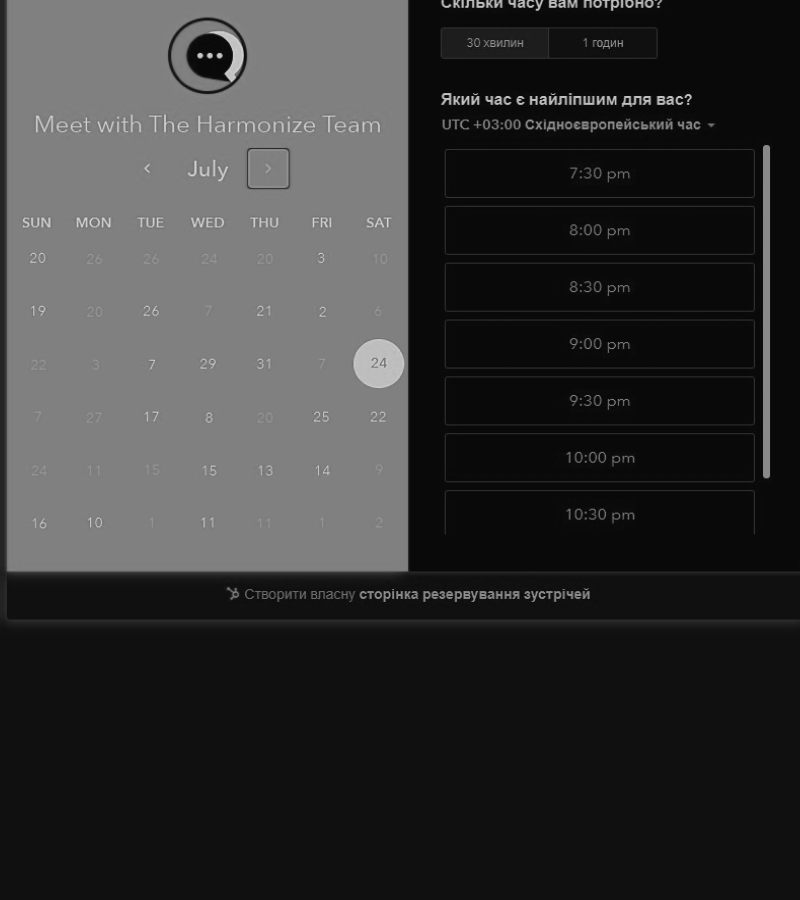 Meet with The Harmonize Team
July
SUN MON TUE WED THU FRI SAT
20 26 26 24 20 3 10
19 20 26 7 21 2 6
22 3 7 29 31 7 24
7 27 17 8 20 25 22
24 11 15 15 13 14 9
16 10 1 11 11 1 2
Скільки часу вам потрібно?
30 хвилин 1 годин
Який час є найліпшим для вас?
UTC +03:00 Східноєвропейський час
7:30 pm
8:00 pm
8:30 pm
9:00 pm
9:30 pm
10:00 pm
10:30 pm
Створити власну сторінка резервування зустрічей